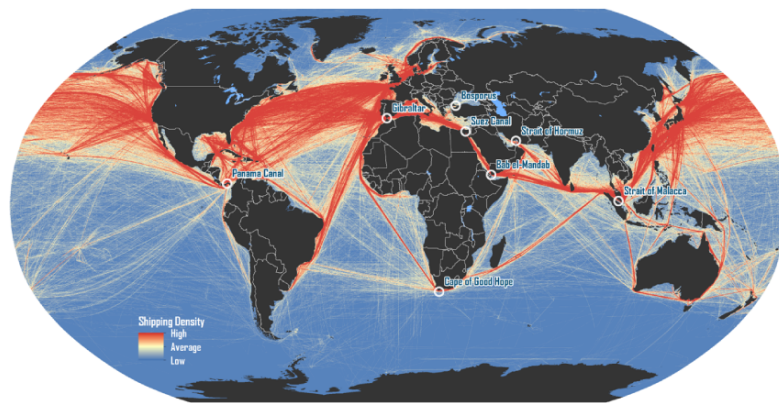 Bosporus
Gibraltar
Suez Canal
Strait of Hormuz
Bab el-Mandab
Panama Canal
Strait of Malacca
Cape of Good Hope
Shipping Density
High
Average
Low